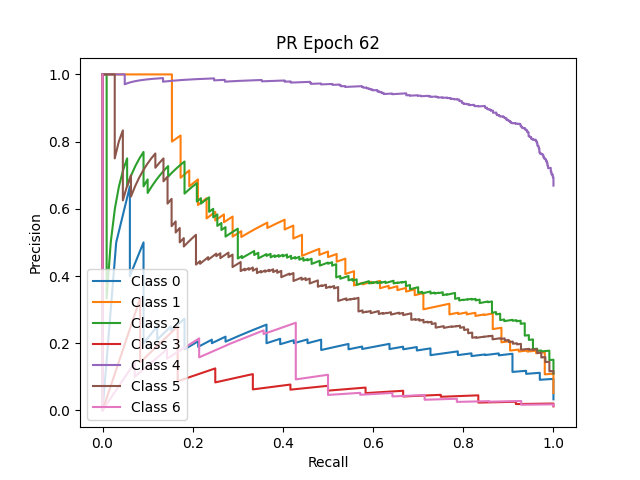 PR Epoch 62
1.0
0.8
0.6
0.4
0.2
0.0
Precision
Class 0
Class 1
Class 2
Class 3
Class 4
Class 5
Class 6
0.0 0.2 0.4 0.6 0.8 1.0
Recall